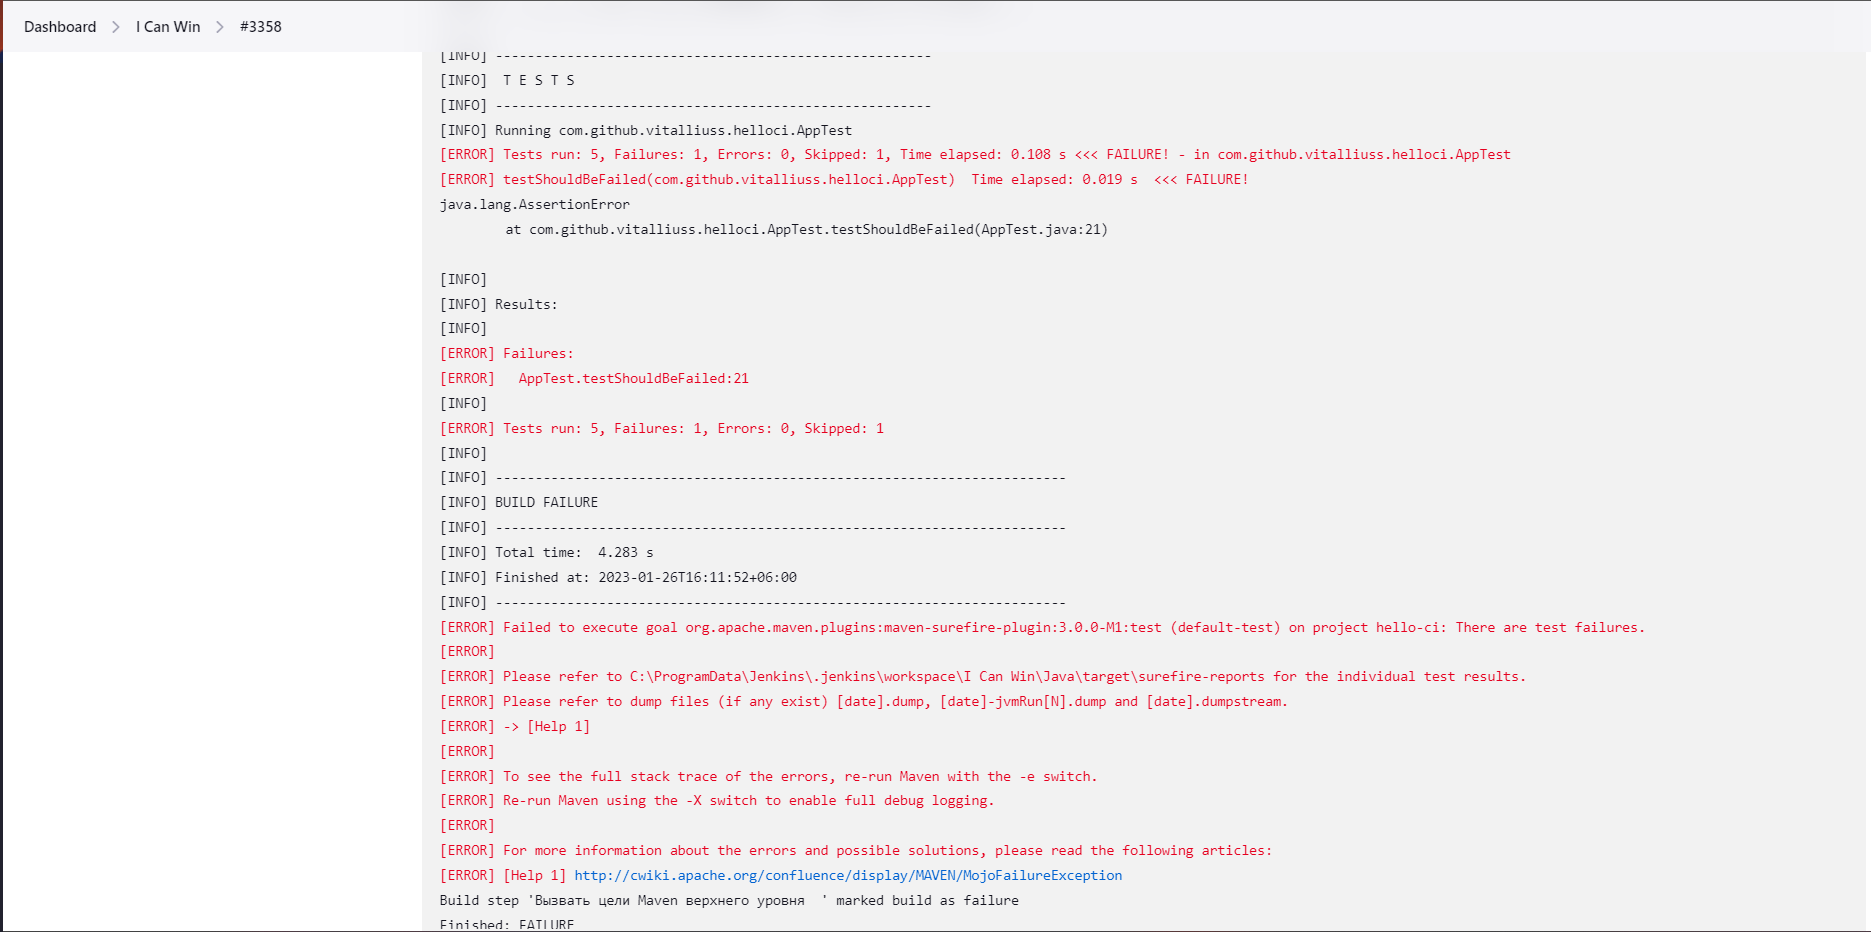 Dashboard > I Can Win > #3358
[INFO] -------------------------------------------------------
[INFO]  T E S T S
[INFO] -------------------------------------------------------
[INFO] Running com.github.vitalliuss.helloci.AppTest
[ERROR] Tests run: 5, Failures: 1, Errors: 0, Skipped: 1, Time elapsed: 0.108 s <<< FAILURE! - in com.github.vitalliuss.helloci.AppTest
[ERROR] testShouldBeFailed(com.github.vitalliuss.helloci.AppTest)  Time elapsed: 0.019 s  <<< FAILURE!
java.lang.AssertionError
	at com.github.vitalliuss.helloci.AppTest.testShouldBeFailed(AppTest.java:21)
[INFO]
[INFO] Results:
[INFO]
[ERROR] Failures:
[ERROR]   AppTest.testShouldBeFailed:21
[INFO]
[ERROR] Tests run: 5, Failures: 1, Errors: 0, Skipped: 1
[INFO]
[INFO] ------------------------------------------------------------------------
[INFO] BUILD FAILURE
[INFO] ------------------------------------------------------------------------
[INFO] Total time:  4.283 s
[INFO] Finished at: 2023-01-26T16:11:52+06:00
[INFO] ------------------------------------------------------------------------
[ERROR] Failed to execute goal org.apache.maven.plugins:maven-surefire-plugin:3.0.0-M1:test (default-test) on project hello-ci: There are test failures.
[ERROR]
[ERROR] Please refer to C:\ProgramData\Jenkins\.jenkins\workspace\I Can Win\Java\target\surefire-reports for the individual test results.
[ERROR] Please refer to dump files (if any exist) [date].dump, [date]-jvmRun[N].dump and [date].dumpstream.
[ERROR] -> [Help 1]
[ERROR]
[ERROR] To see the full stack trace of the errors, re-run Maven with the -e switch.
[ERROR] Re-run Maven using the -X switch to enable full debug logging.
[ERROR]
[ERROR] For more information about the errors and possible solutions, please read the following articles:
[ERROR] [Help 1] http://cwiki.apache.org/confluence/display/MAVEN/MojoFailureException
Build step 'Вызвать цели Maven верхнего уровня  ' marked build as failure
Finished: FAILURE